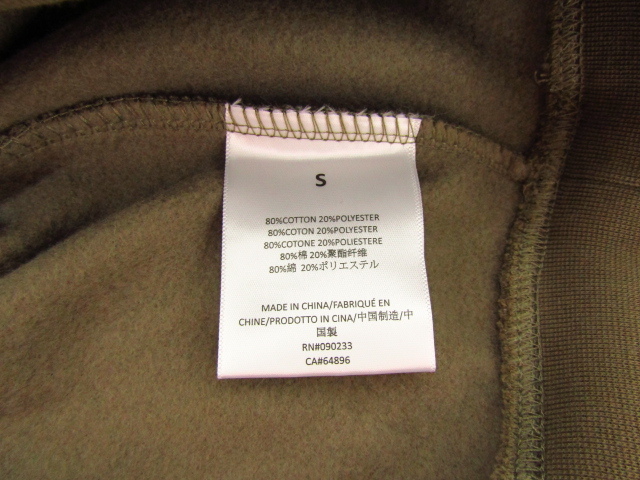 S
80%COTTON 20%POLYESTER
80%COTON 20%POLYESTER
80%COTONE 20%POLIESTERE
80%棉 20%聚酯纤维
80%綿 20%ポリエステル
MADE IN CHINA/FABRIQUÉ EN
CHINE/PRODOTTO IN CINA/中国制造/中
国製
RN#090233
CA#64896